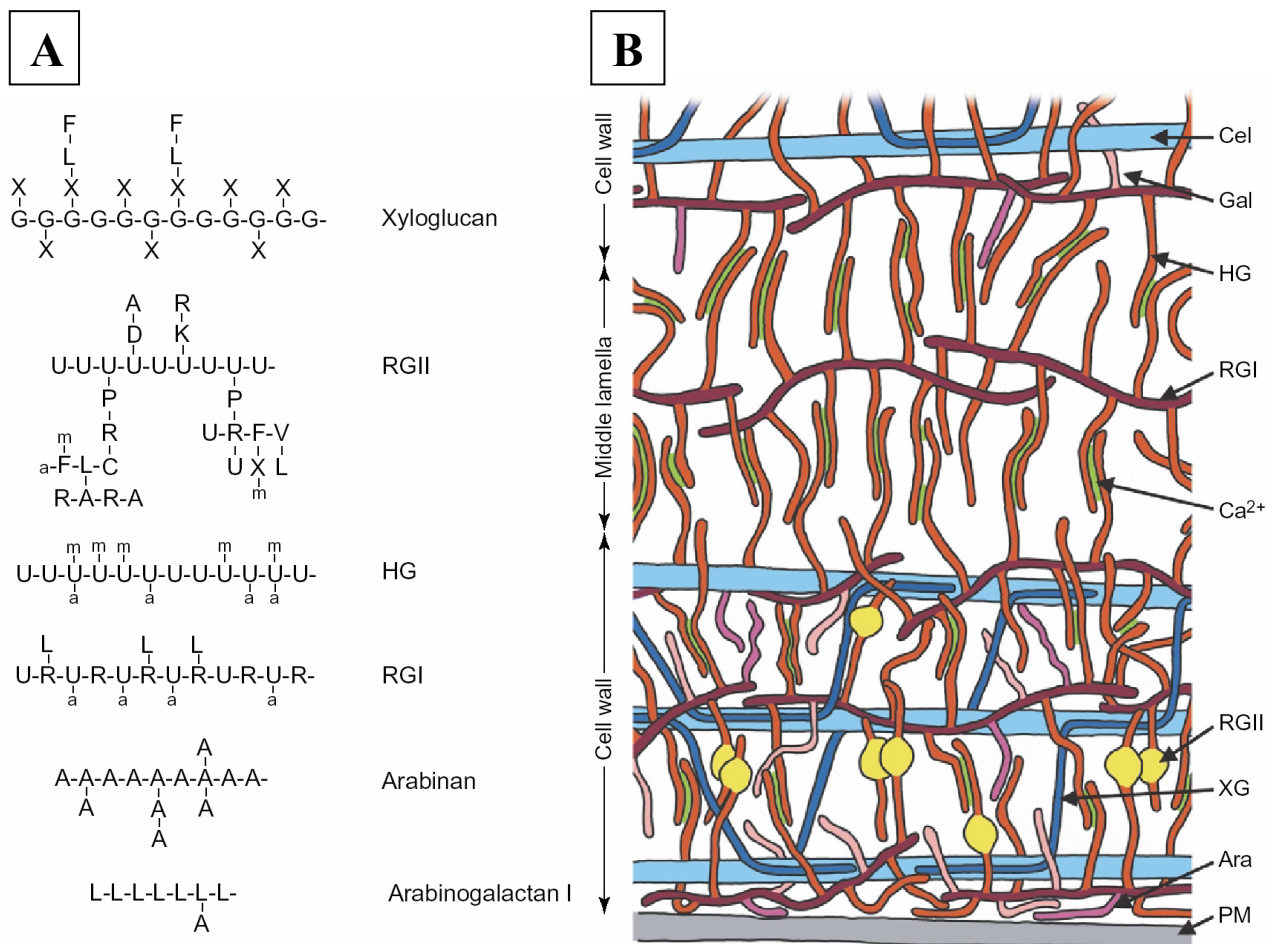 A
F F
L L
X X X X X X
G-G-G-G-G-G-G-G-G-G-G-G-
X X X
Xyloglucan
A R
D K
U-U-U-U-U-U-U-U-U-
RGII
P P
m R U-R-F-V
a-F-L-C U X L
R-A-R-A m
m m m m m
U-U-U-U-U-U-U-U-U-U-U-U-
a a a a
HG
L L L
U-R-U-R-U-R-U-R-U-R-U-R-
a a a a
RGI
A
A-A-A-A-A-A-A-A-A-
A A A
A
Arabinan
L-L-L-L-L-L-L-
A
Arabinogalactan I
B
Cell wall
Middle lamella
Cell wall
Cel
Gal
HG
RGI
Ca2+
RGII
XG
Ara
PM